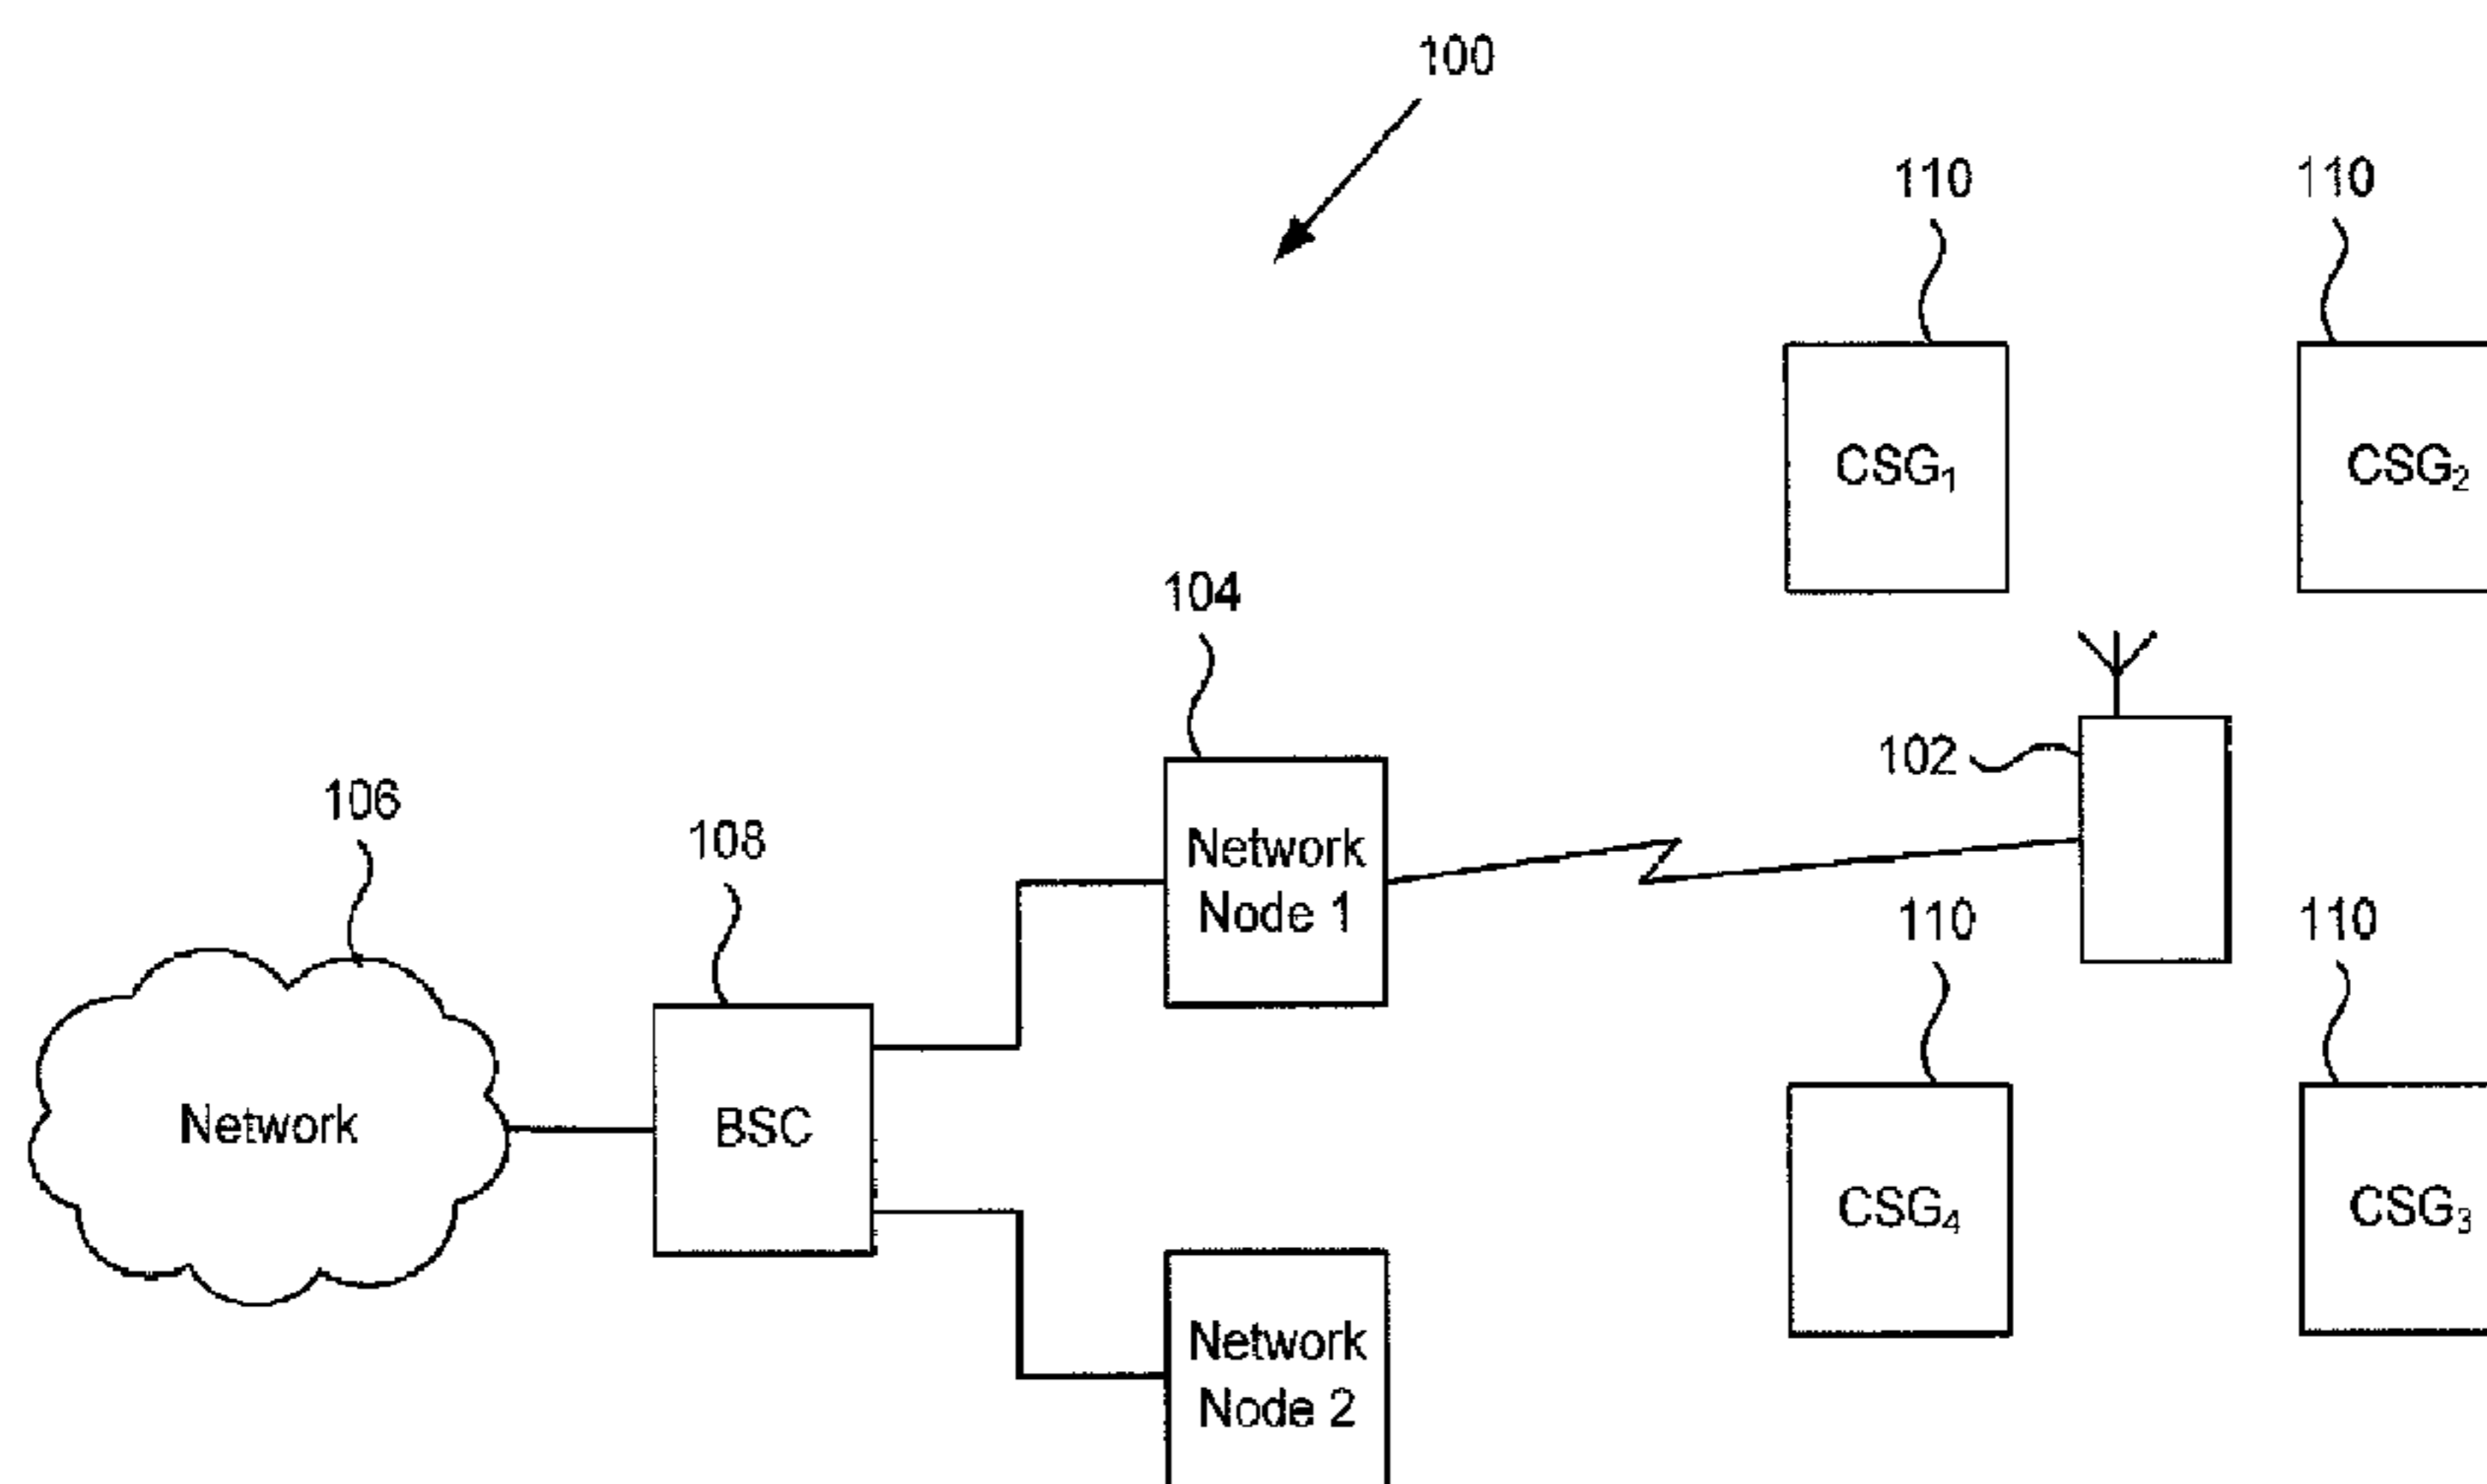 100
110
110
CSG₁
CSG₂
104
102
106
108
Network
Node 1
110
110
Network
BSC
CSG₄
CSG₃
Network
Node 2